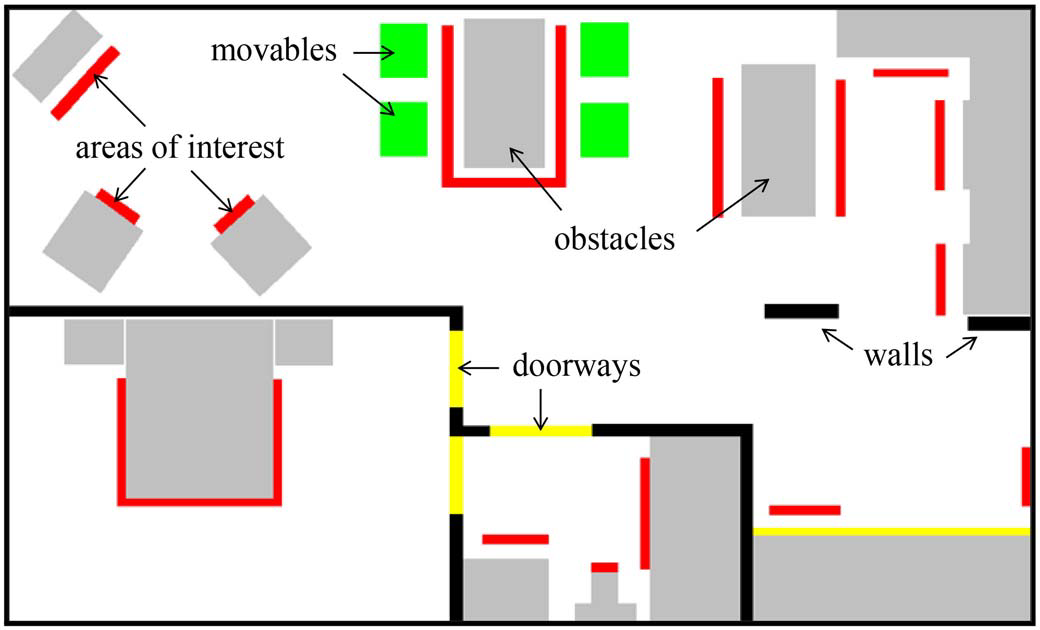 movables
areas of interest
obstacles
walls
doorways